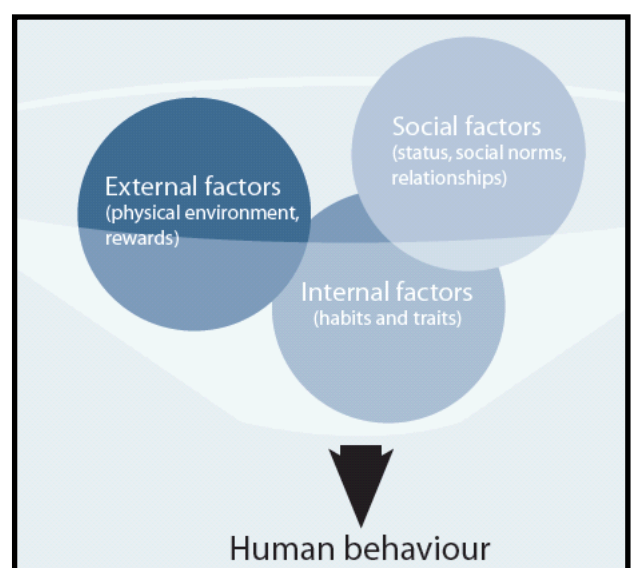 External factors
(physical environment,
rewards)
Social factors
(status, social norms,
relationships)
Internal factors
(habits and traits)
Human behaviour